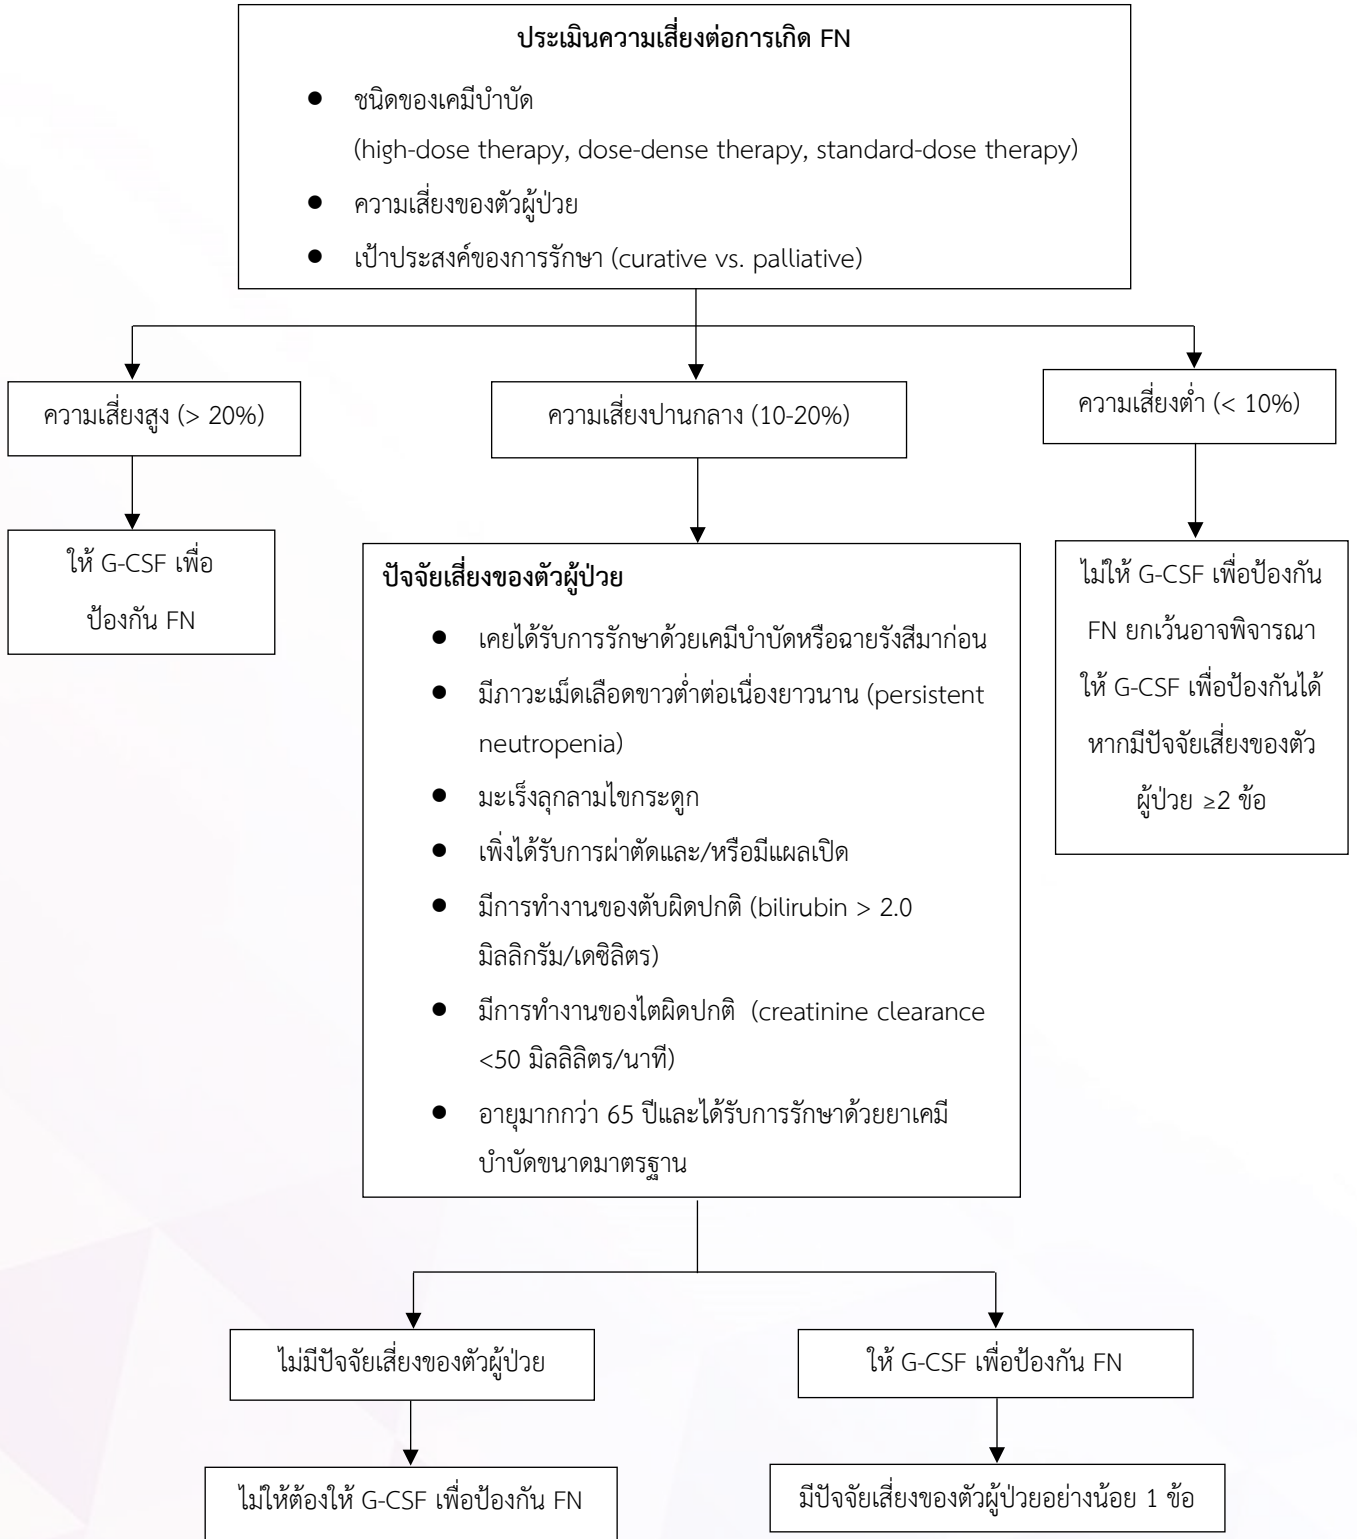 ประเมินความเสี่ยงต่อการเกิด FN
● ชนิดของเคมีบำบัด
(high-dose therapy, dose-dense therapy, standard-dose therapy)
● ความเสี่ยงของตัวผู้ป่วย
● เป้าประสงค์ของการรักษา (curative vs. palliative)
ความเสี่ยงสูง (> 20%)
ความเสี่ยงปานกลาง (10-20%)
ความเสี่ยงต่ำ (< 10%)
ให้ G-CSF เพื่อ
ป้องกัน FN
ปัจจัยเสี่ยงของตัวผู้ป่วย
● เคยได้รับการรักษาด้วยเคมีบำบัดหรือฉายรังสีมาก่อน
● มีภาวะเม็ดเลือดขาวต่ำต่อเนื่องยาวนาน (persistent
neutropenia)
● มะเร็งลุกลามไขกระดูก
● เพิ่งได้รับการผ่าตัดและ/หรือมีแผลเปิด
● มีการทำงานของตับผิดปกติ (bilirubin > 2.0
มิลลิกรัม/เดซิลิตร)
● มีการทำงานของไตผิดปกติ (creatinine clearance
<50 มิลลิลิตร/นาที)
● อายุมากกว่า 65 ปีและได้รับการรักษาด้วยยาเคมี
บำบัดขนาดมาตรฐาน
ไม่ให้ G-CSF เพื่อป้องกัน
FN ยกเว้นอาจพิจารณา
ให้ G-CSF เพื่อป้องกันได้
หากมีปัจจัยเสี่ยงของตัว
ผู้ป่วย ≥2 ข้อ
ไม่มีปัจจัยเสี่ยงของตัวผู้ป่วย
ให้ G-CSF เพื่อป้องกัน FN
ไม่ให้ต้องให้ G-CSF เพื่อป้องกัน FN
มีปัจจัยเสี่ยงของตัวผู้ป่วยอย่างน้อย 1 ข้อ